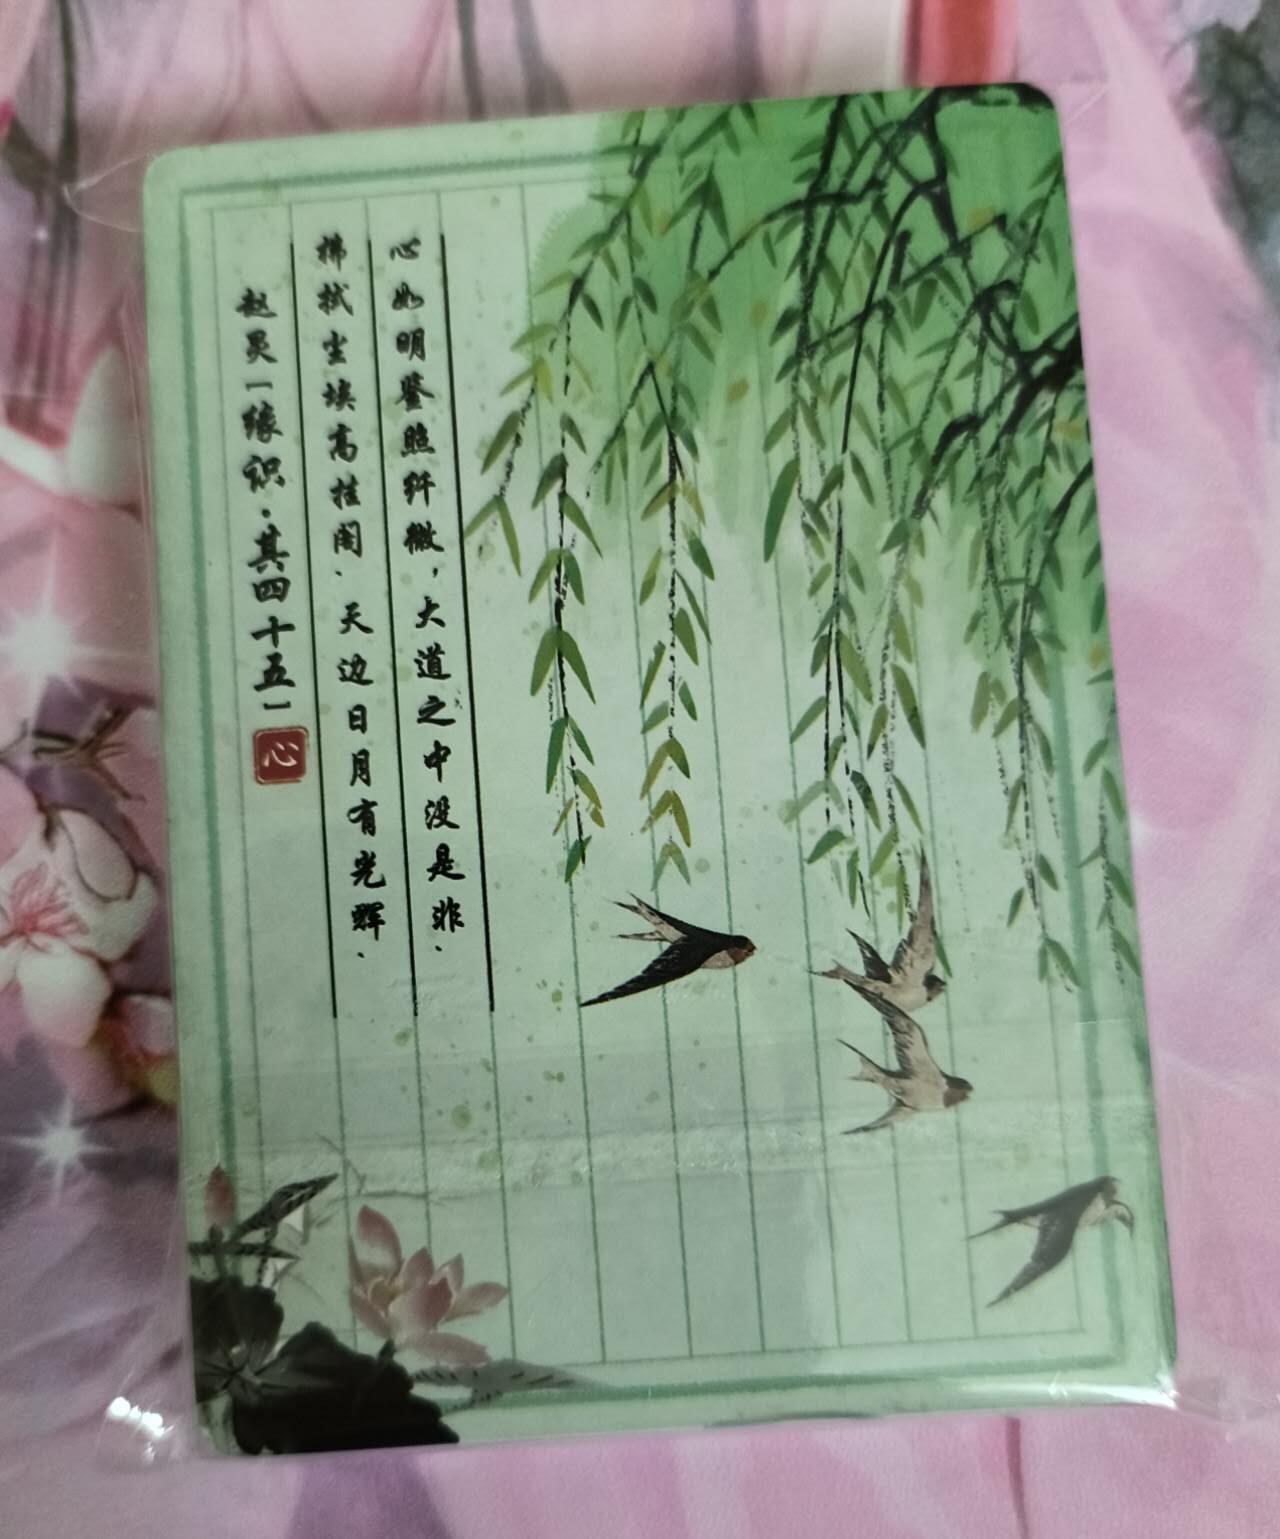 心如明鉴照纤微，大道之中没是非.
拂拭尘埃高挂阁.天边日月有光辉.
赵炅［缘识·其四十五］
心